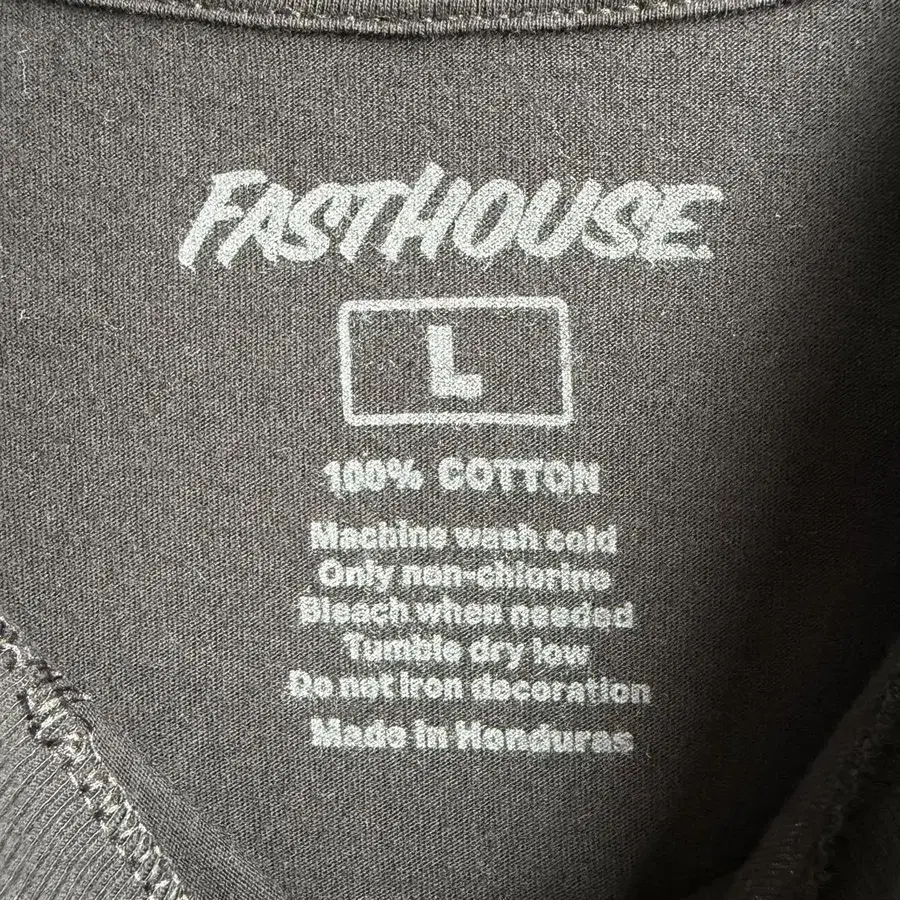 FASTHOUSE
L
100% COTTON
Machine wash cold
Only non-chlorine
Bleach when needed
Tumble dry low
Do not iron decoration
Made in Honduras